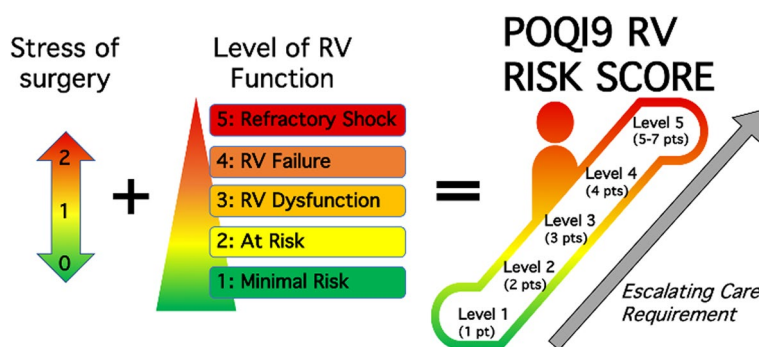 Stress of
surgery
2
1
0
+
Level of RV
Function
5: Refractory Shock
4: RV Failure
3: RV Dysfunction
2: At Risk
1: Minimal Risk
=
POQI9 RV
RISK SCORE
Level 5
(5-7 pts)
Level 4
(4 pts)
Level 3
(3 pts)
Level 2
(2 pts)
Level 1
(1 pt)
Escalating Care
Requirement